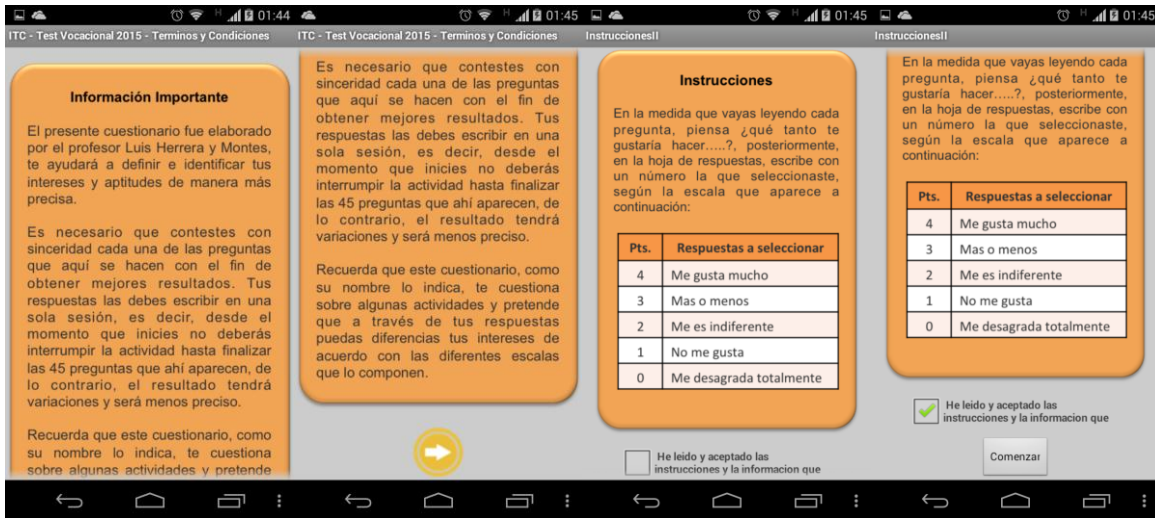 01:44
ITC - Test Vocacional 2015 - Terminos y Condiciones
Información Importante
El presente cuestionario fue elaborado
por el profesor Luis Herrera y Montes,
te ayudará a definir e identificar tus
intereses y aptitudes de manera más
precisa.
Es necesario que contestes con
sinceridad cada una de las preguntas
que aquí se hacen con el fin de
obtener mejores resultados. Tus
respuestas las debes escribir en una
sola sesión, es decir, desde el
momento que inicies no deberás
interrumpir la actividad hasta finalizar
las 45 preguntas que ahí aparecen, de
lo contrario, el resultado tendrá
variaciones y será menos preciso.
Recuerda que este cuestionario, como
su nombre lo indica, te cuestiona
sobre algunas actividades y pretende
H 01:45
ITC - Test Vocacional 2015 - Terminos y Condiciones
Es necesario que contestes con
sinceridad cada una de las preguntas
que aquí se hacen con el fin de
obtener mejores resultados. Tus
respuestas las debes escribir en una
sola sesión, es decir, desde el
momento que inicies no deberás
interrumpir la actividad hasta finalizar
las 45 preguntas que ahí aparecen, de
lo contrario, el resultado tendrá
variaciones y será menos preciso.
Recuerda que este cuestionario, como
su nombre lo indica, te cuestiona
sobre algunas actividades y pretende
que a través de tus respuestas
puedas diferencias tus intereses de
acuerdo con las diferentes escalas
que lo componen.
H 01:45
InstruccionesII
Instrucciones
En la medida que vayas leyendo cada
pregunta, piensa ¿qué tanto te
gustaría hacer.....?, posteriormente,
en la hoja de respuestas, escribe con
un número la que seleccionaste,
según la escala que aparece a
continuación:
Pts. Respuestas a seleccionar
4 Me gusta mucho
3 Mas o menos
2 Me es indiferente
1 No me gusta
0 Me desagrada totalmente
He leido y aceptado las
instrucciones y la informacion que
H 01:45
InstruccionesII
En la medida que vayas leyendo cada
pregunta, piensa ¿qué tanto te
gustaría hacer.....?, posteriormente,
en la hoja de respuestas, escribe con
un número la que seleccionaste,
según la escala que aparece a
continuación:
Pts. Respuestas a seleccionar
4 Me gusta mucho
3 Mas o menos
2 Me es indiferente
1 No me gusta
0 Me desagrada totalmente
He leido y aceptado las
instrucciones y la informacion que
Comenzar